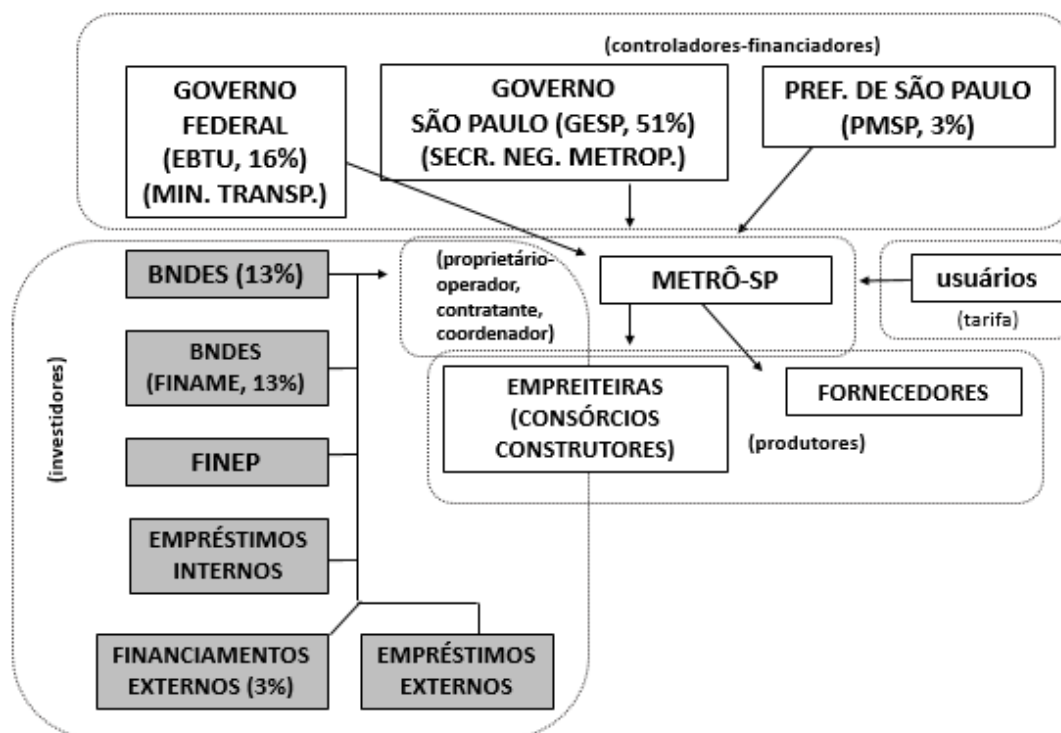 (controladores-financiadores)
GOVERNO
FEDERAL
(EBTU, 16%)
(MIN. TRANSP.)
GOVERNO
SÃO PAULO (GESP, 51%)
(SECR. NEG. METROP.)
PREF. DE SÃO PAULO
(PMSP, 3%)
BNDES (13%)
(proprietário-
operador,
contratante,
coordenador)
METRÔ-SP
usuários
(tarifa)
BNDES
(FINAME, 13%)
EMPREITEIRAS
(CONSÓRCIOS
CONSTRUTORES)
FORNECEDORES
(produtores)
(investidores)
FINEP
EMPRÉSTIMOS
INTERNOS
FINANCIAMENTOS
EXTERNOS (3%)
EMPRÉSTIMOS
EXTERNOS